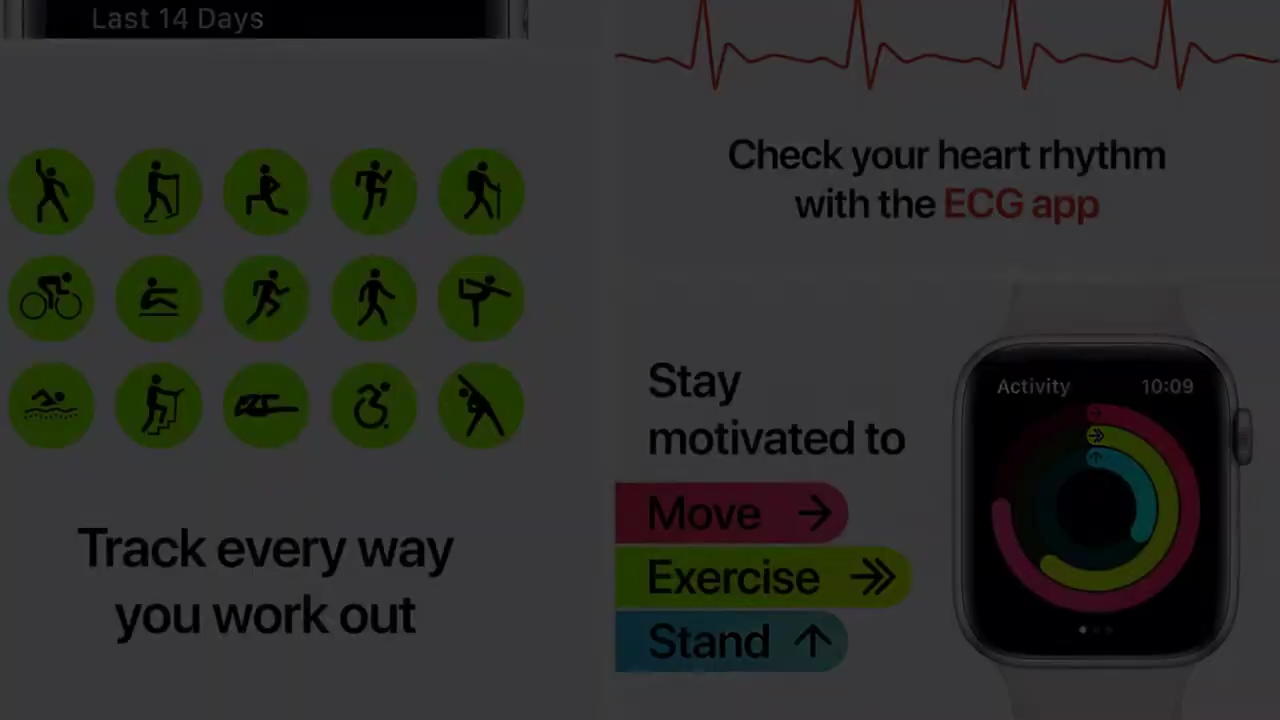 Last 14 Days
Track every way
you work out
Check your heart rhythm
with the ECG app
Stay
motivated to
Move
Exercise
Stand
Activity 10:09